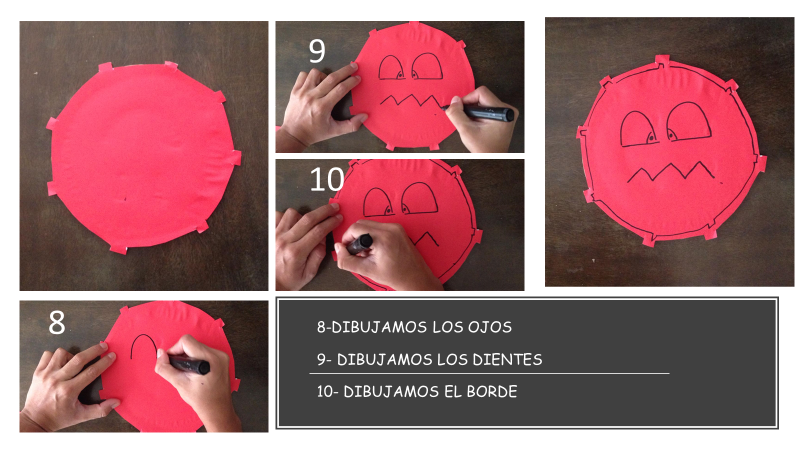 9
10
8
8-DIBUJAMOS LOS OJOS
9- DIBUJAMOS LOS DIENTES
10- DIBUJAMOS EL BORDE